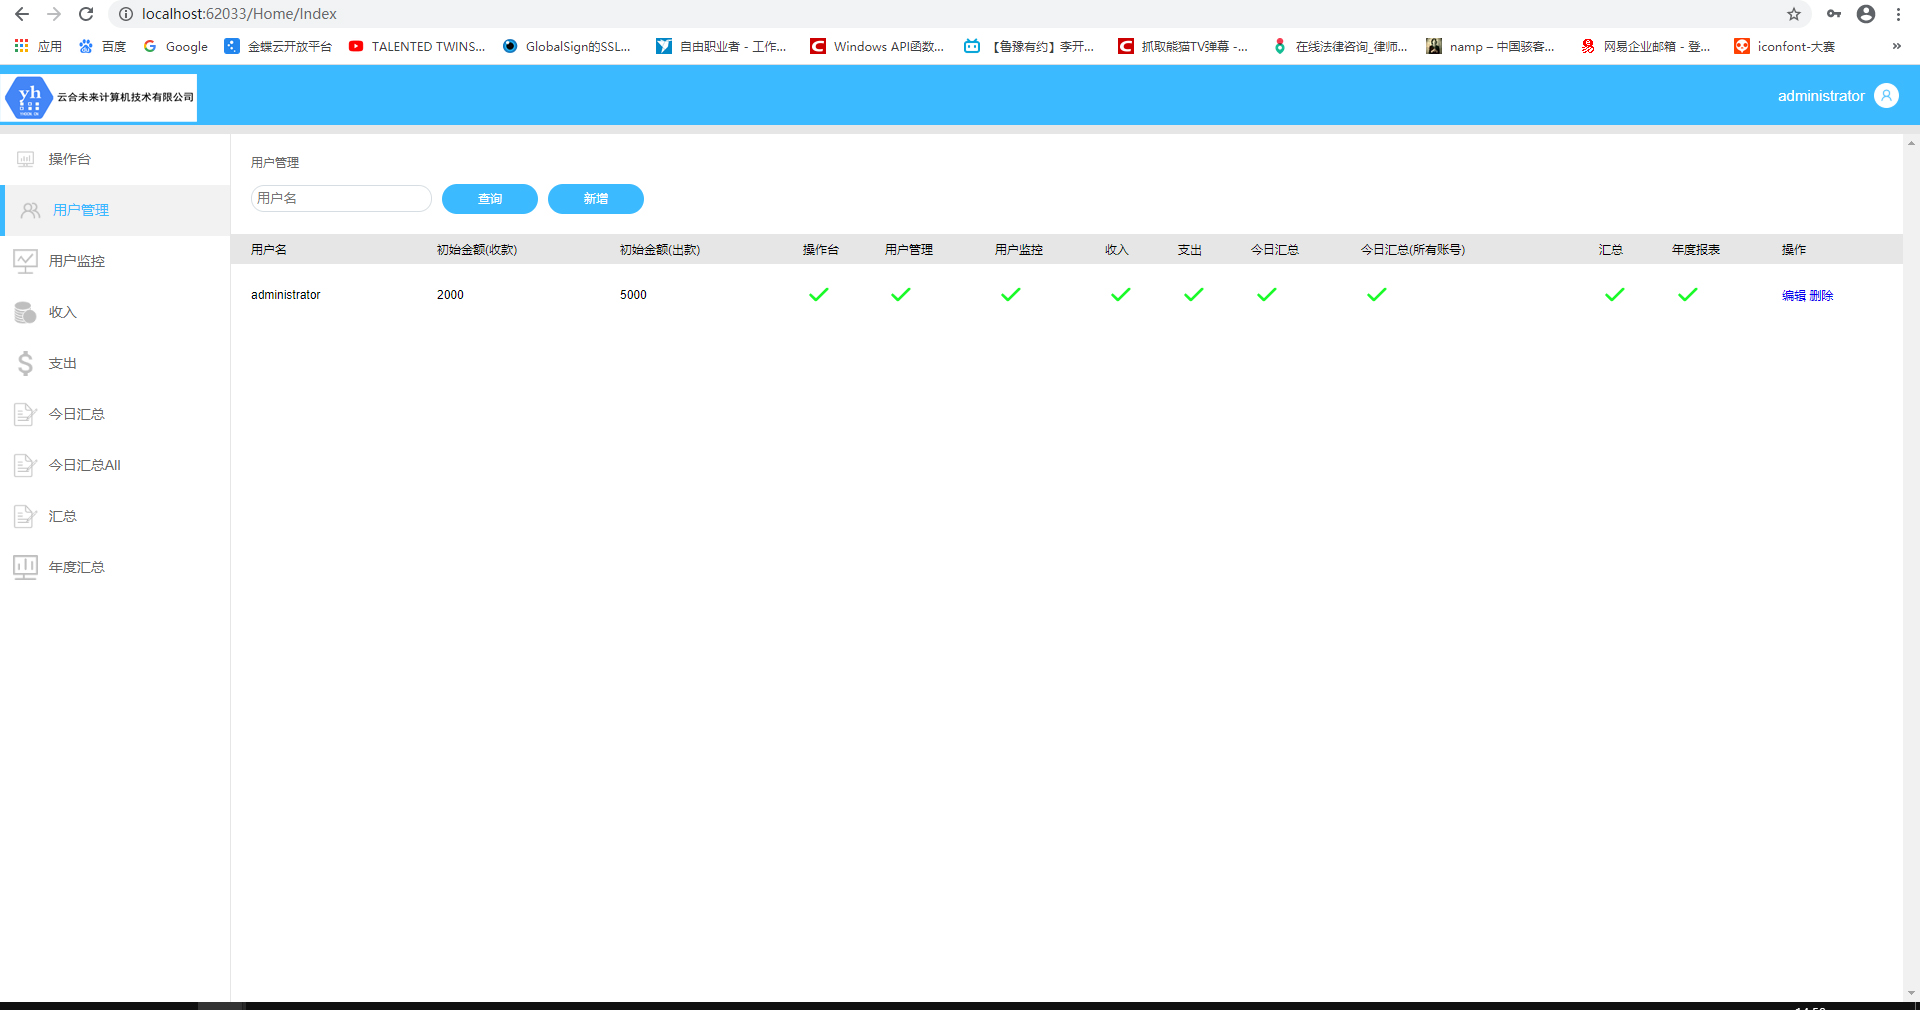 localhost:62033/Home/Index
应用 百度 Google 金蝶云开放平台 TALENTED TWINS... GlobalSign的SSL... 自由职业者 - 工作... Windows API函数... 【鲁豫有约】李开... 抓取熊猫TV弹幕 -... 在线法律咨询_律师... namp – 中国骇客... 网易企业邮箱 - 登... iconfont-大赛 »
yh 云合未来计算机技术有限公司
administrator
操作台
用户管理
用户监控
收入
支出
今日汇总
今日汇总All
汇总
年度汇总
用户管理
用户名 查询 新增
用户名 初始金额(收款) 初始金额(出款) 操作台 用户管理 用户监控 收入 支出 今日汇总 今日汇总(所有账号) 汇总 年度报表 操作
administrator 2000 5000 编辑 删除